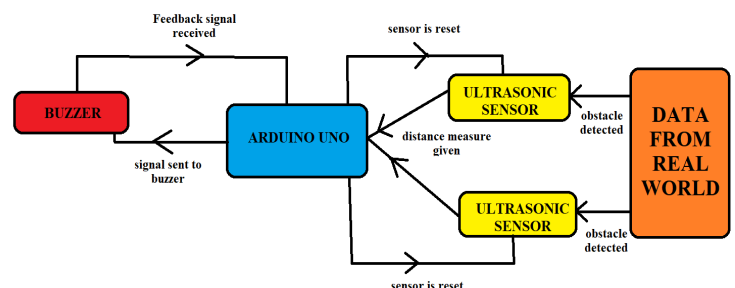 Feedback signal
received
sensor is reset
BUZZER
signal sent to
buzzer
ARDUINO UNO
ULTRASONIC
SENSOR
distance measure
given
obstacle
detected
DATA
FROM
REAL
WORLD
ULTRASONIC
SENSOR
obstacle
detected
sensor is reset